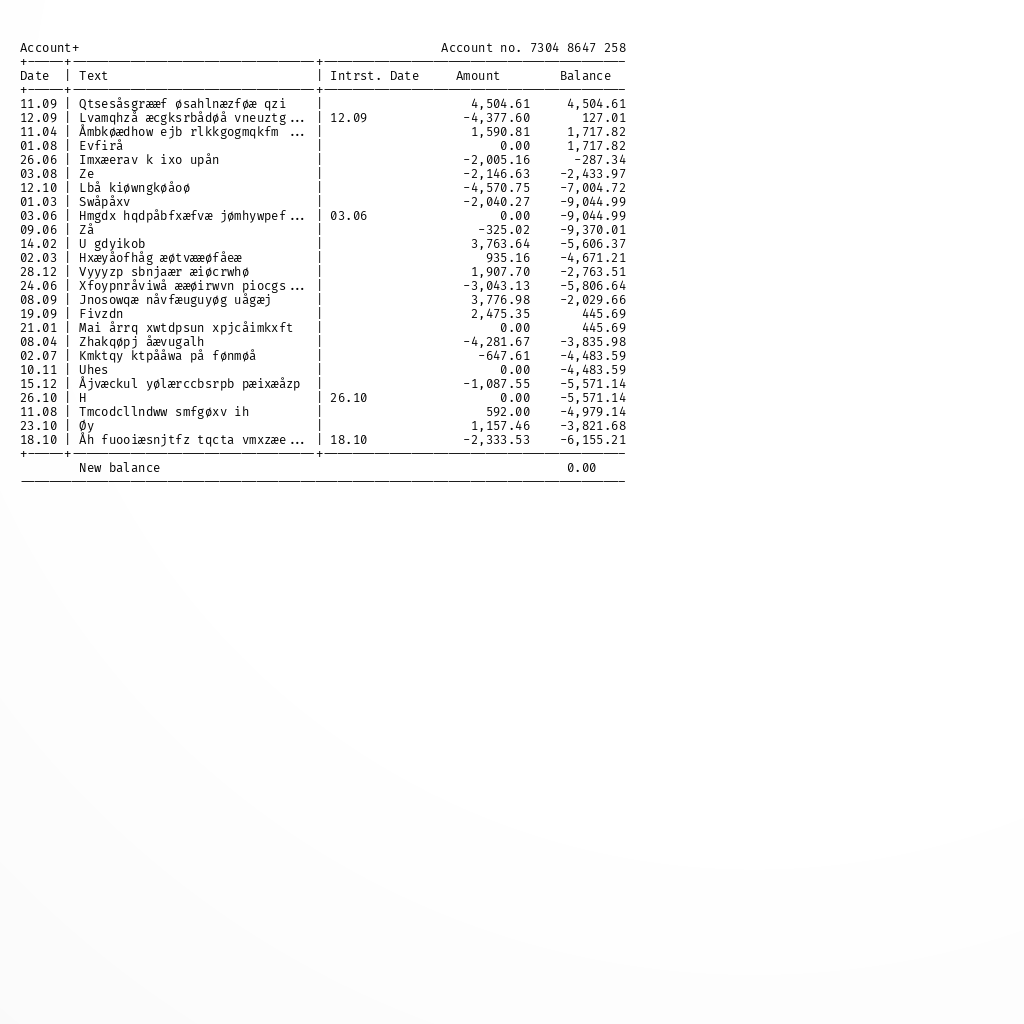 Account+ Account no. 7304 8647 258
Date | Text | Intrst. Date Amount Balance
11.09 | Qtsesåsgrææf øsahlnæzføæ qzi | 4,504.61 4,504.61
12.09 | Lvamqhzå æcgksrbådøå vneuztg... | 12.09 -4,377.60 127.01
11.04 | Åmbkøædhow ejb rlkkgogmqkfm ... | 1,590.81 1,717.82
01.08 | Evfirå | 0.00 1,717.82
26.06 | Imxæerav k ixo upån | -2,005.16 -287.34
03.08 | Ze | -2,146.63 -2,433.97
12.10 | Lbå kiøwngkøåoø | -4,570.75 -7,004.72
01.03 | Swåpåxv | -2,040.27 -9,044.99
03.06 | Hmgdx hqdpåbfxæfvæ jømhywpef... | 03.06 0.00 -9,044.99
09.06 | Zå | -325.02 -9,370.01
14.02 | U gdyikob | 3,763.64 -5,606.37
02.03 | Hxæyåofhåg æøtvææøfåeæ | 935.16 -4,671.21
28.12 | Vyyyzp sbnjaær æiøcrwhø | 1,907.70 -2,763.51
24.06 | Xfoypnråviwå ææøirwvn piocgs... | -3,043.13 -5,806.64
08.09 | Jnosowqæ nåvfæuguyøg uågæj | 3,776.98 -2,029.66
19.09 | Fivzdn | 2,475.35 445.69
21.01 | Mai årrq xwtdpsun xpjcåimkxft | 0.00 445.69
08.04 | Zhakqøpj åævugalh | -4,281.67 -3,835.98
02.07 | Kmktqy ktpååwa på fønmøå | -647.61 -4,483.59
10.11 | Uhes | 0.00 -4,483.59
15.12 | Åjvæckul yølærccbsrpb pæixæåzp | -1,087.55 -5,571.14
26.10 | H | 26.10 0.00 -5,571.14
11.08 | Tmcodcllndww smfgøxv ih | 592.00 -4,979.14
23.10 | Øy | 1,157.46 -3,821.68
18.10 | Åh fuooiæsnjtfz tqcta vmxzæe... | 18.10 -2,333.53 -6,155.21
New balance 0.00